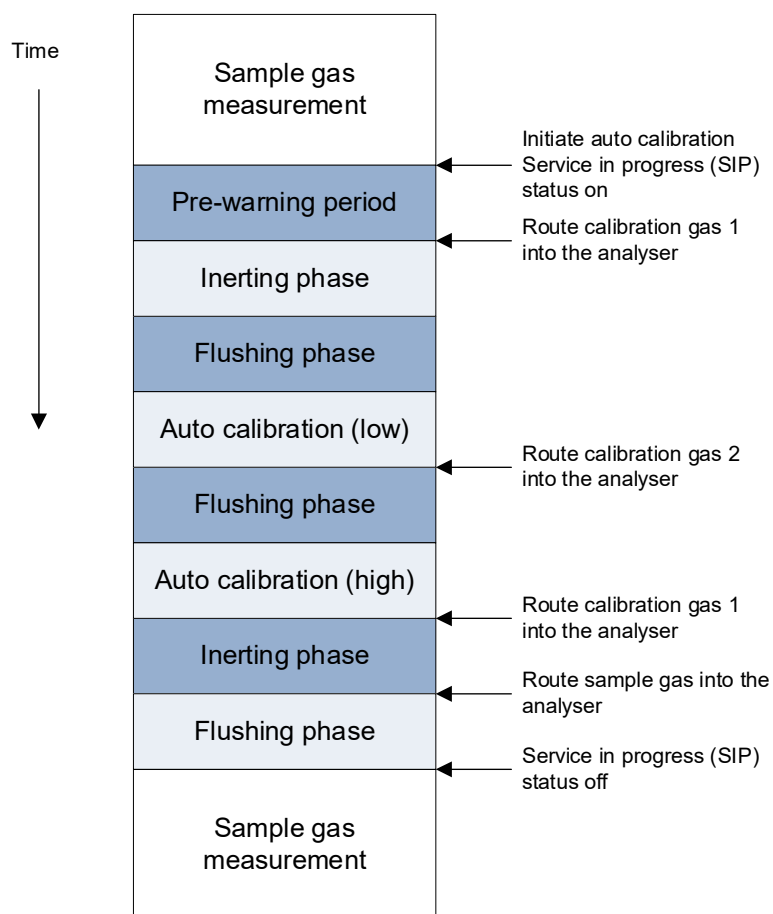 Time
Sample gas
measurement
Initiate auto calibration
Service in progress (SIP)
status on
Pre-warning period
Route calibration gas 1
into the analyser
Inerting phase
Flushing phase
Auto calibration (low)
Route calibration gas 2
into the analyser
Flushing phase
Auto calibration (high)
Route calibration gas 1
into the analyser
Inerting phase
Route sample gas into the
analyser
Flushing phase
Service in progress (SIP)
status off
Sample gas
measurement